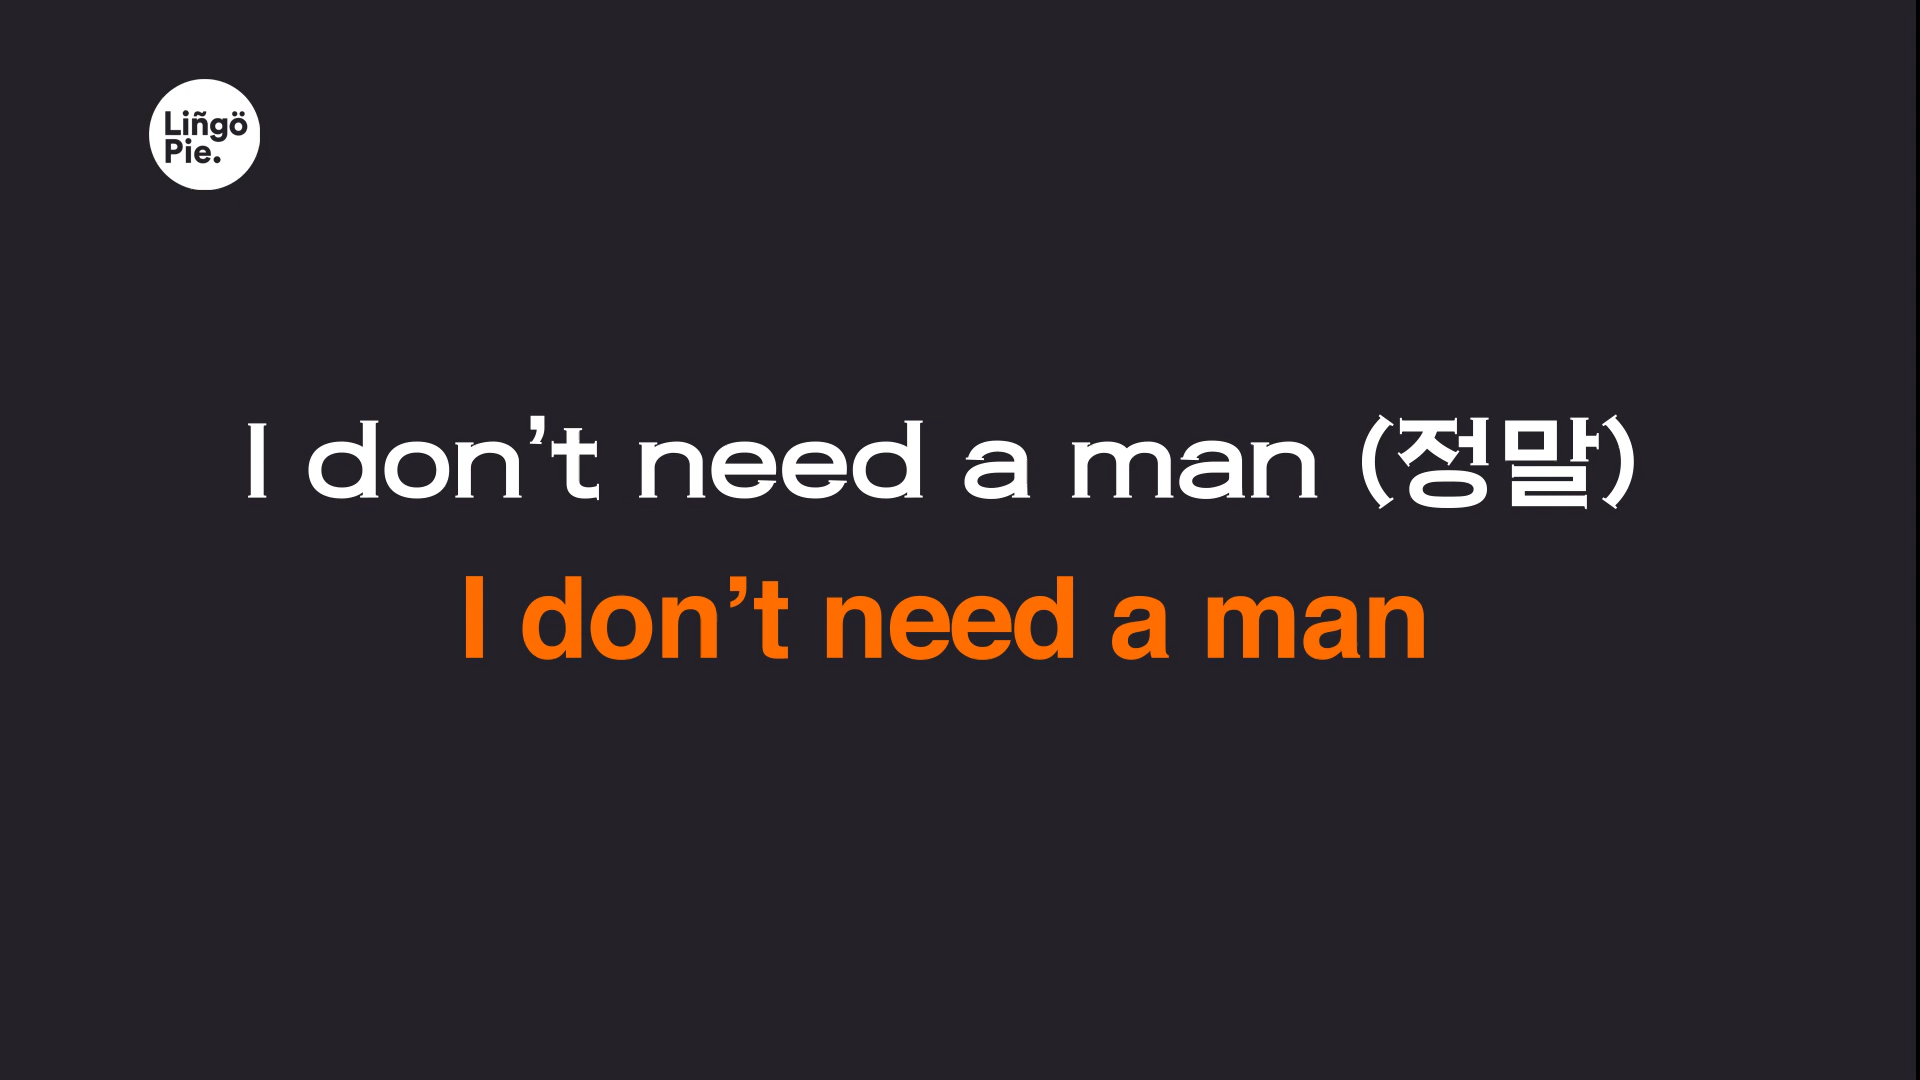 Liñgö
Pie.
I don’t need a man (정말)
I don’t need a man